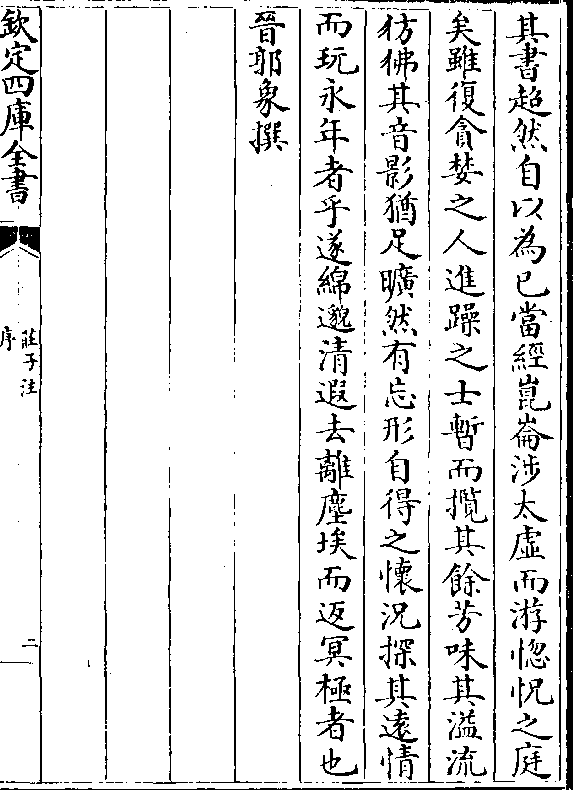 其書超然自以為已當經崑崙涉太虛而游惚怳之庭
矣雖復貪婪之人進躁之士暫而攬其餘芳味其溢流
彷彿其音影猶足曠然有忘形自得之懷況探其遠情
而玩永年者乎遂綿邈清遐去離塵埃而返冥極者也
晉郭象撰
欽定四庫全書
莊子注
序
二